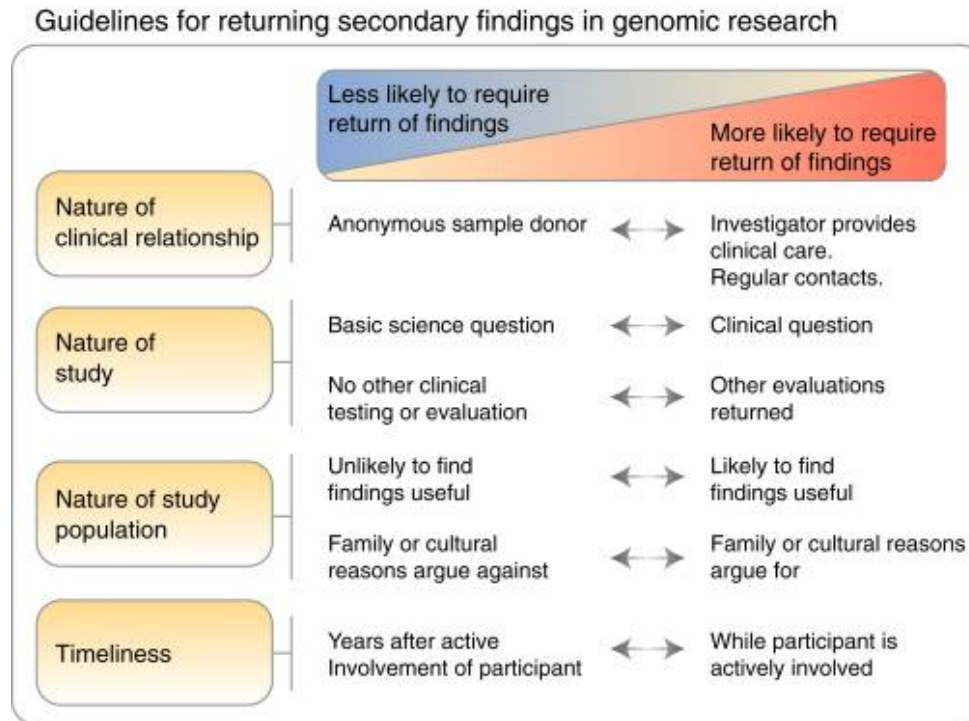 Guidelines for returning secondary findings in genomic research
Less likely to require
return of findings
More likely to require
return of findings
Nature of
clinical relationship
Anonymous sample donor
Investigator provides
clinical care.
Regular contacts.
Nature of
study
Basic science question
Clinical question
No other clinical
testing or evaluation
Other evaluations
returned
Nature of study
population
Unlikely to find
findings useful
Likely to find
findings useful
Family or cultural
reasons argue against
Family or cultural reasons
argue for
Timeliness
Years after active
Involvement of participant
While participant is
actively involved